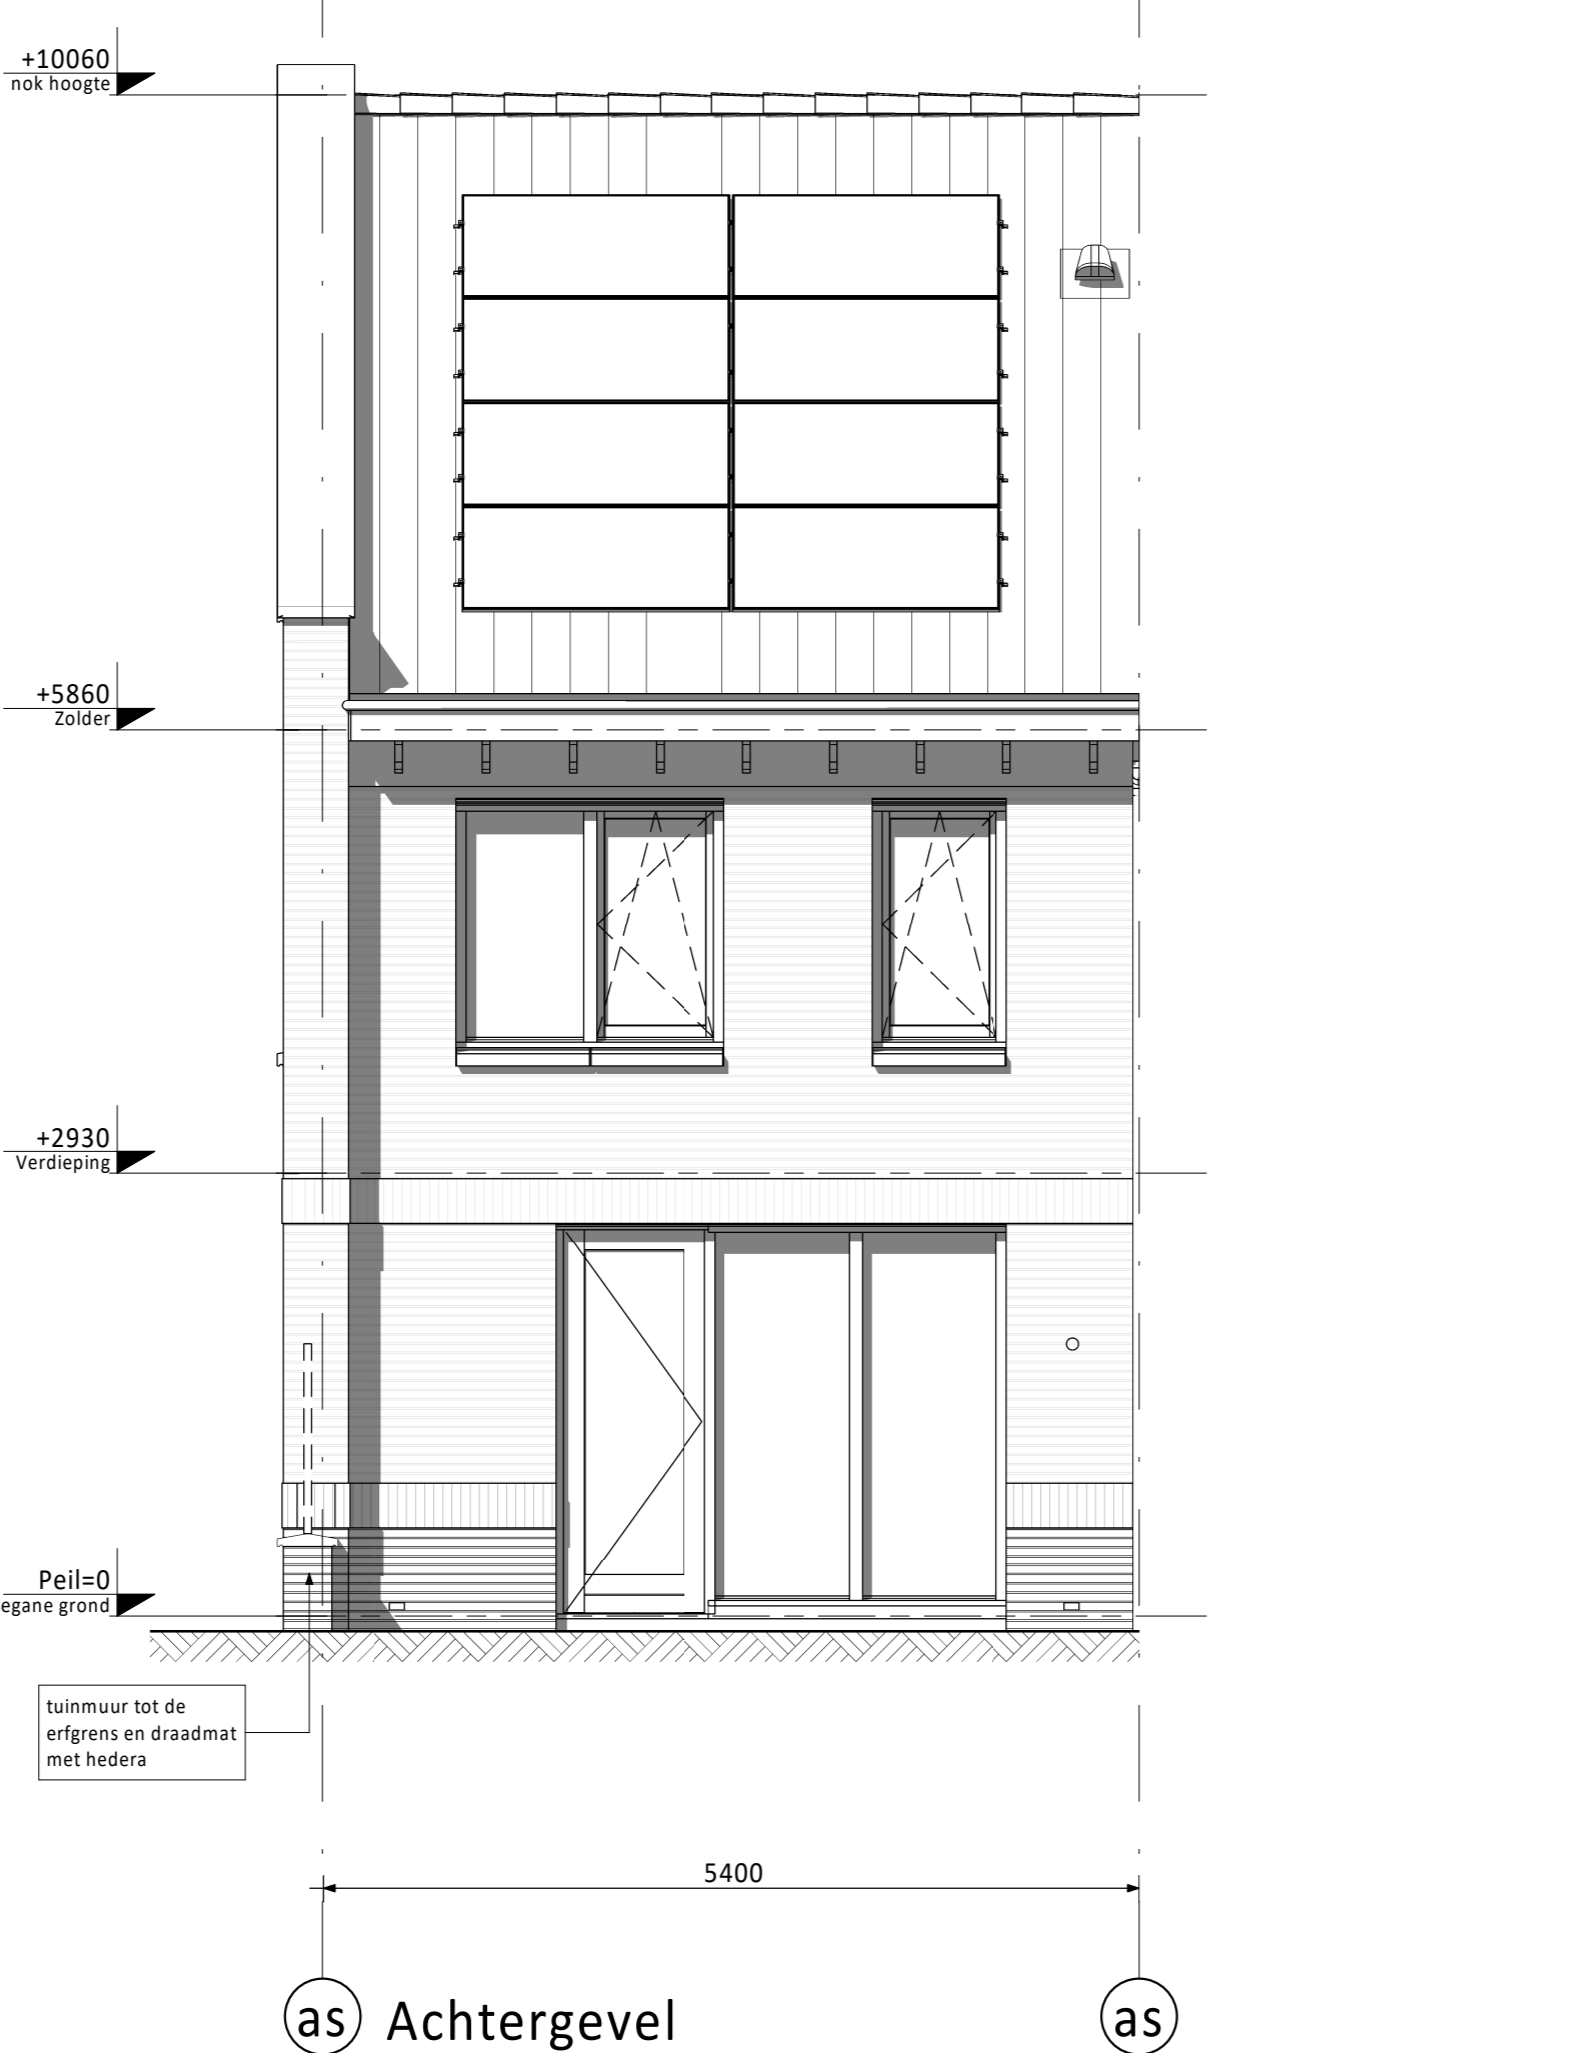 +10060
nok hoogte
+5860
Zolder
+2930
Verdieping
Peil=0
egane grond
tuinmuur tot de
erfgrens en draadmat
met hedera
5400
as Achtergevel as